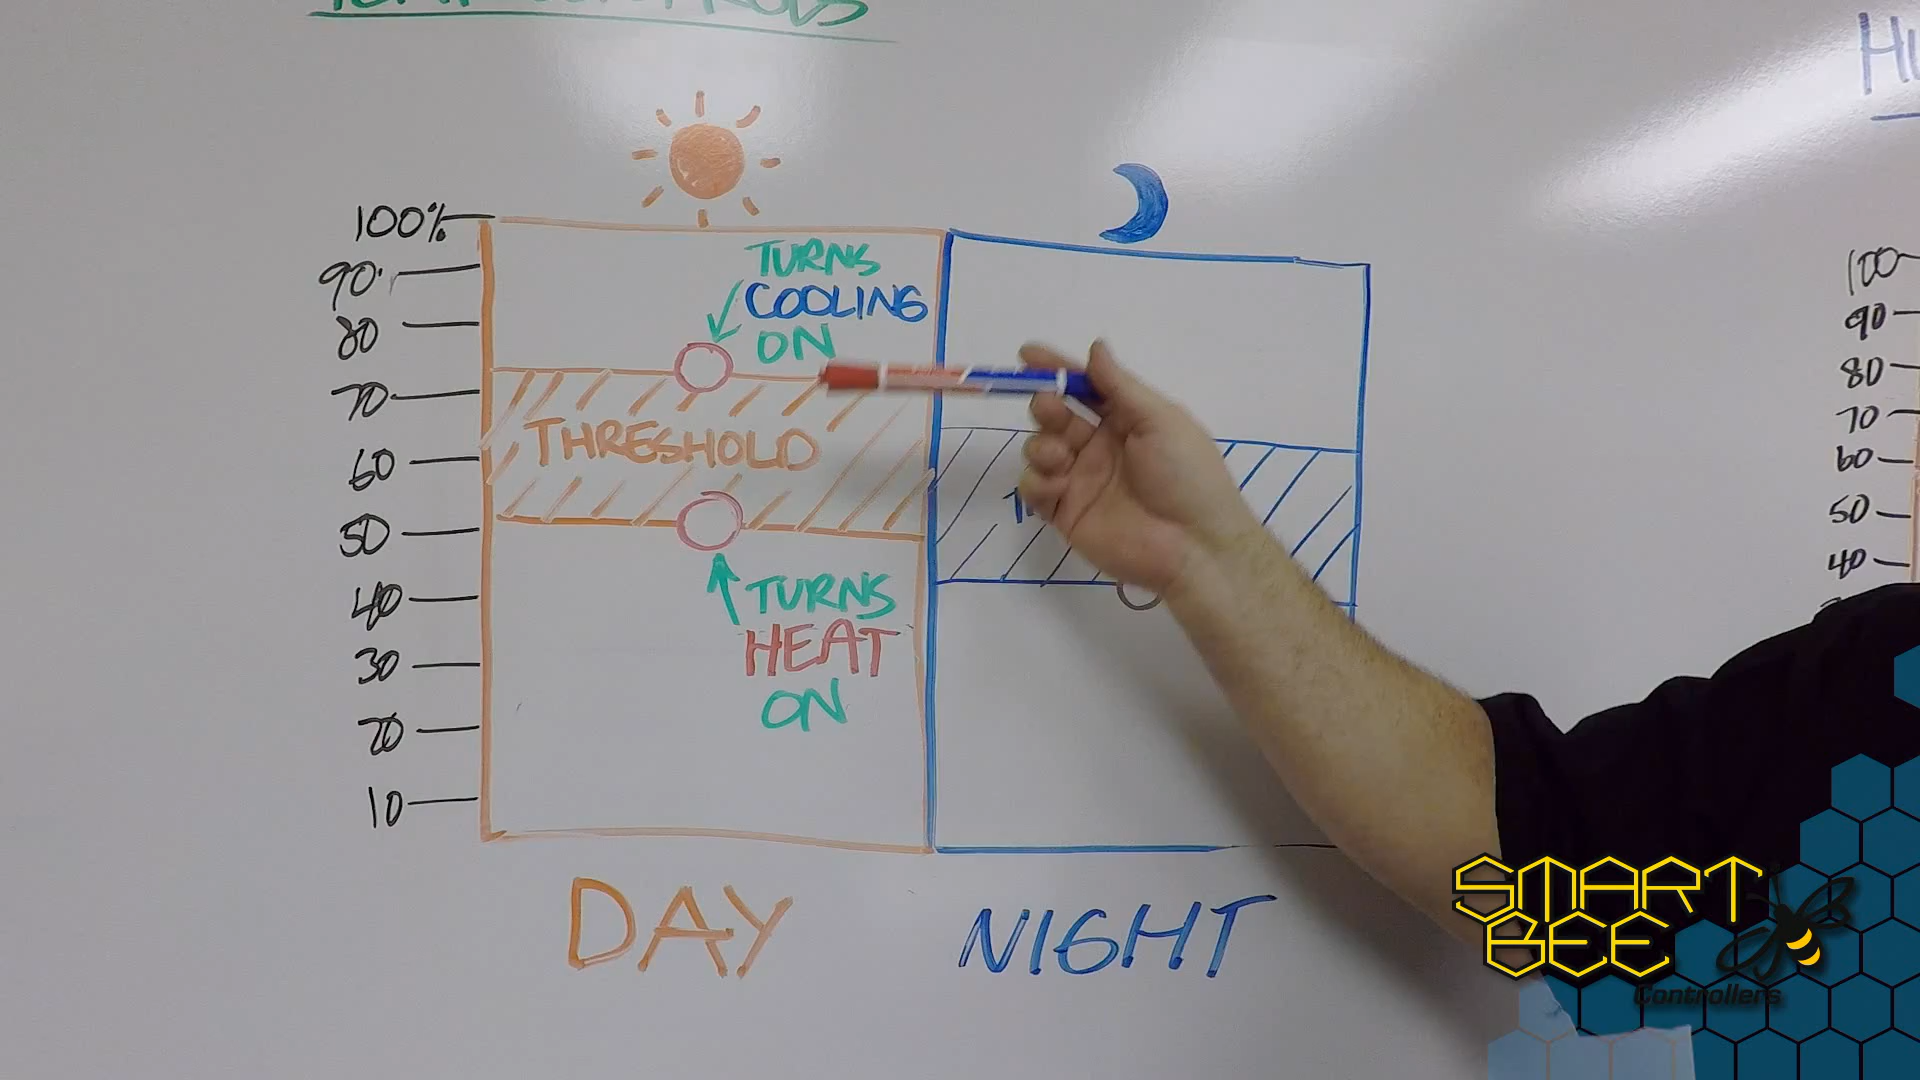 100%
90
80
70
60
50
40
30
20
10
TURNS
COOLING
ON
THRESHOLD
TURNS
HEAT
ON
DAY
NIGHT
100
90
80
70
60
50
40
SMART
BEE
Controllers